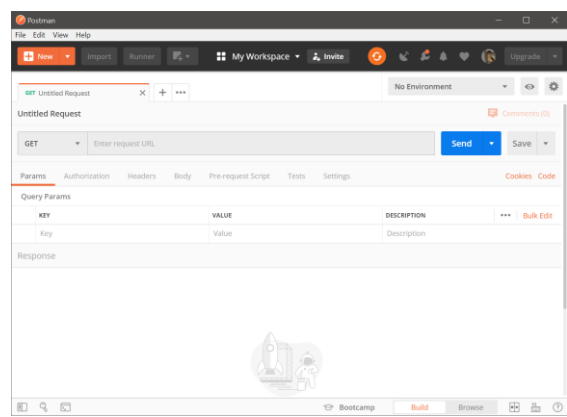 Postman
File Edit View Help
New Import Runner My Workspace Invite Upgrade
GET Untitled Request No Environment
Untitled Request Comments (0)
GET Enter request URL Send Save
Params Authorization Headers Body Pre-request Script Tests Settings Cookies Code
Query Params
KEY VALUE DESCRIPTION Bulk Edit
Key Value Description
Response
Bootcamp Build Browse